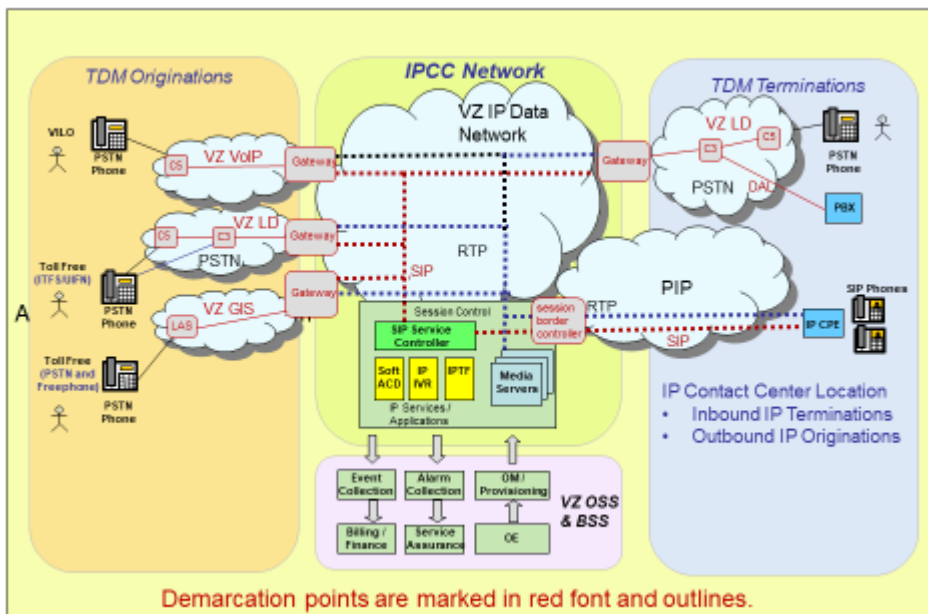 TDM Originations
IPCC Network
TDM Terminations
VZ IP Data
Network
VILO
PSTN
Phone
C5
VZ VoIP
Gateway
Gateway
VZ LD
C3
C5
PSTN
DAL
PSTN
Phone
PBX
C5
VZ LD
C3
PSTN
Gateway
RTP
SIP
Toll Free
(ITFS/UIFN)
A
PSTN
Phone
VZ GIS
LAS
Gateway
Toll Free
(PSTN and
Freephone)
PSTN
Phone
Session Control
SIP Service
Controller
Soft
ACD
IP
IVR
IPTF
Media
Servers
IP Services/
Applications
session
border
controller
PIP
RTP
SIP
IP CPE
SIP Phones
IP Contact Center Location
• Inbound IP Terminations
• Outbound IP Originations
Event
Collection
Alarm
Collection
OM/
Provisioning
Billing /
Finance
Service
Assurance
OE
VZ OSS
& BSS
Demarcation points are marked in red font and outlines.